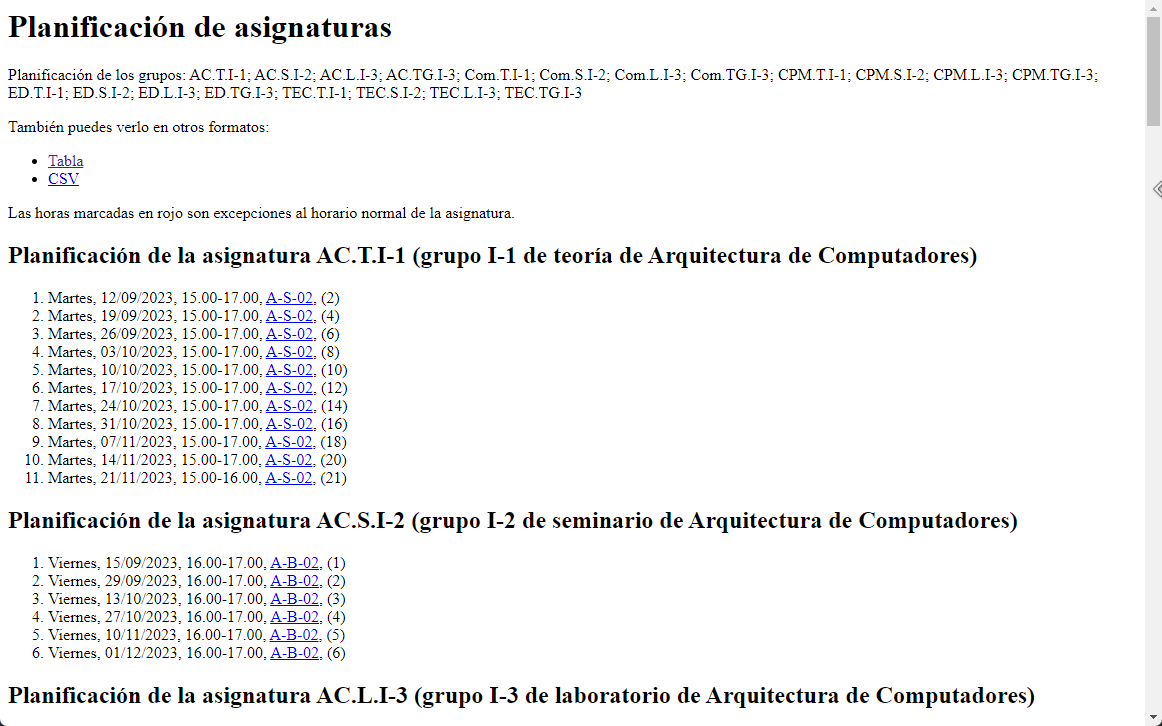 Planificación de asignaturas
Planificación de los grupos: AC.T.I-1; AC.S.I-2; AC.L.I-3; AC.TG.I-3; Com.T.I-1; Com.S.I-2; Com.L.I-3; Com.TG.I-3; CPM.T.I-1; CPM.S.I-2; CPM.L.I-3; CPM.TG.I-3;
ED.T.I-1; ED.S.I-2; ED.L.I-3; ED.TG.I-3; TEC.T.I-1; TEC.S.I-2; TEC.L.I-3; TEC.TG.I-3
También puedes verlo en otros formatos:
• Tabla
• CSV
Las horas marcadas en rojo son excepciones al horario normal de la asignatura.
Planificación de la asignatura AC.T.I-1 (grupo I-1 de teoría de Arquitectura de Computadores)
1. Martes, 12/09/2023, 15.00-17.00, A-S-02, (2)
2. Martes, 19/09/2023, 15.00-17.00, A-S-02, (4)
3. Martes, 26/09/2023, 15.00-17.00, A-S-02, (6)
4. Martes, 03/10/2023, 15.00-17.00, A-S-02, (8)
5. Martes, 10/10/2023, 15.00-17.00, A-S-02, (10)
6. Martes, 17/10/2023, 15.00-17.00, A-S-02, (12)
7. Martes, 24/10/2023, 15.00-17.00, A-S-02, (14)
8. Martes, 31/10/2023, 15.00-17.00, A-S-02, (16)
9. Martes, 07/11/2023, 15.00-17.00, A-S-02, (18)
10. Martes, 14/11/2023, 15.00-17.00, A-S-02, (20)
11. Martes, 21/11/2023, 15.00-16.00, A-S-02, (21)
Planificación de la asignatura AC.S.I-2 (grupo I-2 de seminario de Arquitectura de Computadores)
1. Viernes, 15/09/2023, 16.00-17.00, A-B-02, (1)
2. Viernes, 29/09/2023, 16.00-17.00, A-B-02, (2)
3. Viernes, 13/10/2023, 16.00-17.00, A-B-02, (3)
4. Viernes, 27/10/2023, 16.00-17.00, A-B-02, (4)
5. Viernes, 10/11/2023, 16.00-17.00, A-B-02, (5)
6. Viernes, 01/12/2023, 16.00-17.00, A-B-02, (6)
Planificación de la asignatura AC.L.I-3 (grupo I-3 de laboratorio de Arquitectura de Computadores)